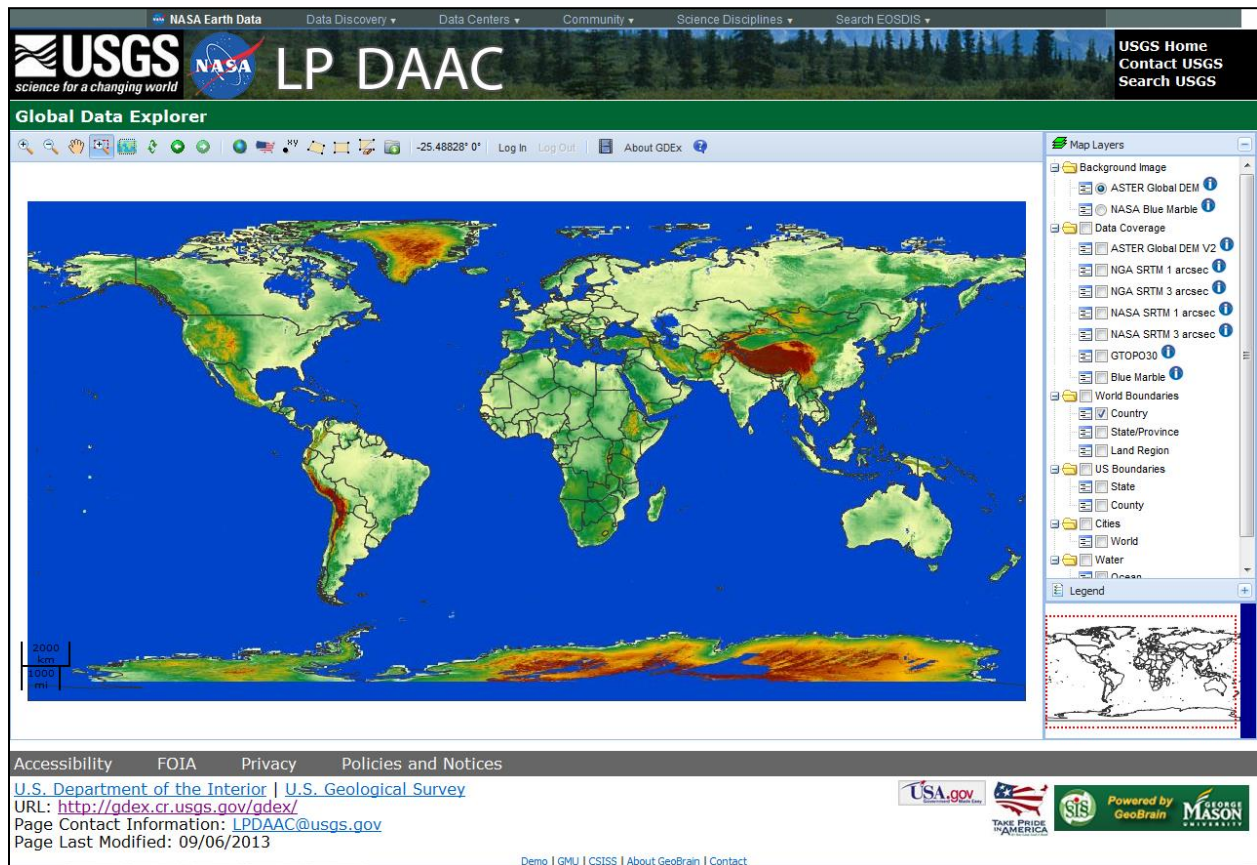 NASA Earth Data Data Discovery ▾ Data Centers ▾ Community ▾ Science Disciplines ▾ Search EOSDIS ▾
USGS
science for a changing world
NASA
LP DAAC
USGS Home
Contact USGS
Search USGS
Global Data Explorer
xy -25.48828° 0° Log In Log Out About GDEx
Map Layers
Background Image
ASTER Global DEM
NASA Blue Marble
Data Coverage
ASTER Global DEM V2
NGA SRTM 1 arcsec
NGA SRTM 3 arcsec
NASA SRTM 1 arcsec
NASA SRTM 3 arcsec
GTOPO30
Blue Marble
World Boundaries
Country
State/Province
Land Region
US Boundaries
State
County
Cities
World
Water
Ocean
Legend
2000
km
1000
mi
Accessibility FOIA Privacy Policies and Notices
U.S. Department of the Interior | U.S. Geological Survey
URL: http://gdex.cr.usgs.gov/gdex/
Page Contact Information: LPDAAC@usgs.gov
Page Last Modified: 09/06/2013
USA.gov
Government Made Easy
TAKE PRIDE
IN AMERICA
SIS
Powered by
GeoBrain
GEORGE
MASON
UNIVERSITY
Demo | GMU | CSISS | About GeoBrain | Contact